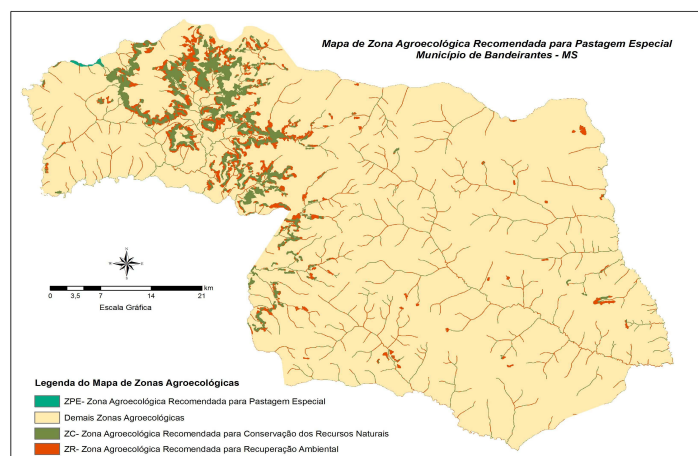 Mapa de Zona Agroecológica Recomendada para Pastagem Especial
Município de Bandeirantes - MS
N
km
0 3,5 7 14 21
Escala Gráfica
Legenda do Mapa de Zonas Agroecológicas
ZPE- Zona Agroecológica Recomendada para Pastagem Especial
Demais Zonas Agroecológicas
ZC- Zona Agroecológica Recomendada para Conservação dos Recursos Naturais
ZR- Zona Agroecológica Recomendada para Recuperação Ambiental